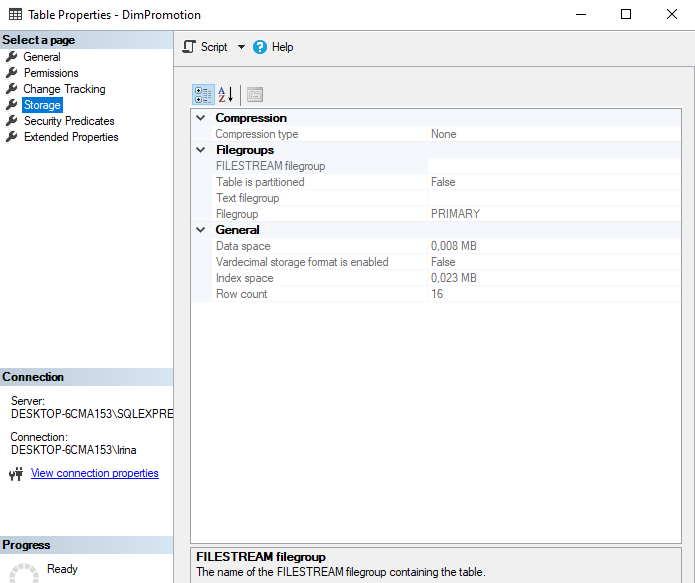 Table Properties - DimPromotion
Select a page
General
Permissions
Change Tracking
Storage
Security Predicates
Extended Properties
Script
Help
Compression
Compression type None
Filegroups
FILESTREAM filegroup
Table is partitioned False
Text filegroup
Filegroup PRIMARY
General
Data space 0,008 MB
Vardecimal storage format is enabled False
Index space 0,023 MB
Row count 16
Connection
Server:
DESKTOP-6CMA153\SQLEXPRE
Connection:
DESKTOP-6CMA153\Irina
View connection properties
Progress
Ready
FILESTREAM filegroup
The name of the FILESTREAM filegroup containing the table.